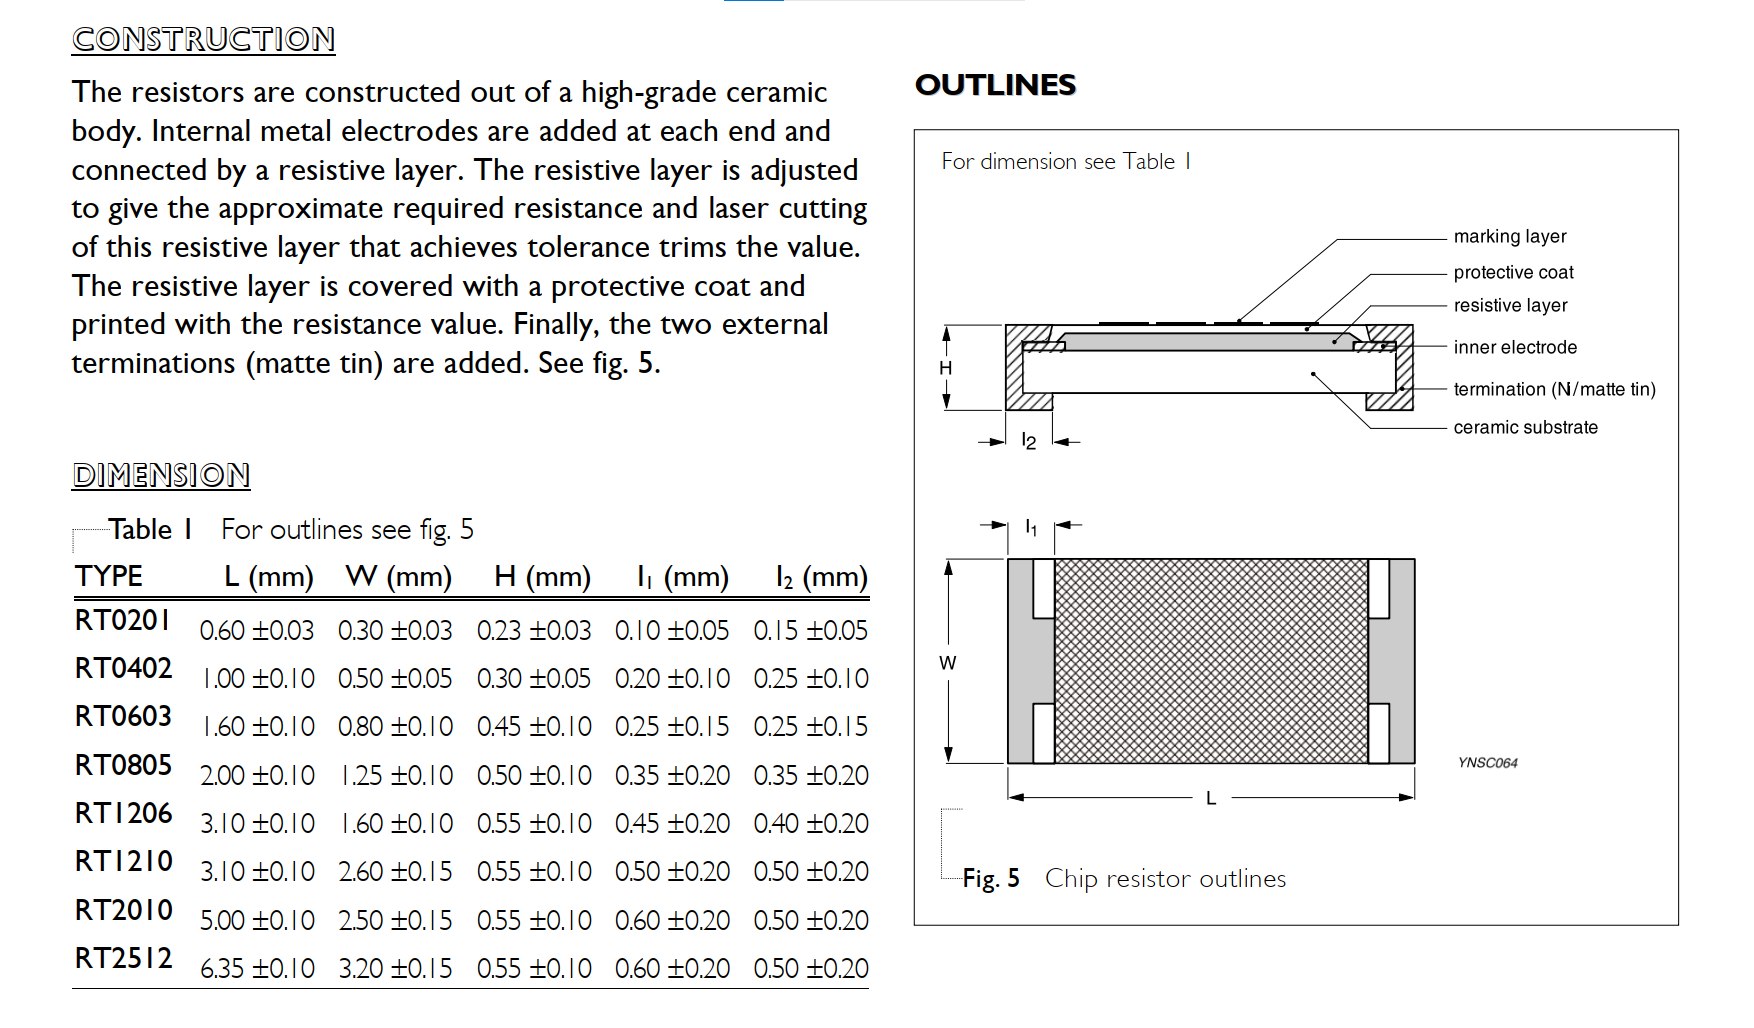 CONSTRUCTION
The resistors are constructed out of a high-grade ceramic
body. Internal metal electrodes are added at each end and
connected by a resistive layer. The resistive layer is adjusted
to give the approximate required resistance and laser cutting
of this resistive layer that achieves tolerance trims the value.
The resistive layer is covered with a protective coat and
printed with the resistance value. Finally, the two external
terminations (matte tin) are added. See fig. 5.
DIMENSION
Table 1 For outlines see fig. 5
TYPE L (mm) W (mm) H (mm) I₁ (mm) I₂ (mm)
RT0201 0.60 ±0.03 0.30 ±0.03 0.23 ±0.03 0.10 ±0.05 0.15 ±0.05
RT0402 1.00 ±0.10 0.50 ±0.05 0.30 ±0.05 0.20 ±0.10 0.25 ±0.10
RT0603 1.60 ±0.10 0.80 ±0.10 0.45 ±0.10 0.25 ±0.15 0.25 ±0.15
RT0805 2.00 ±0.10 1.25 ±0.10 0.50 ±0.10 0.35 ±0.20 0.35 ±0.20
RT1206 3.10 ±0.10 1.60 ±0.10 0.55 ±0.10 0.45 ±0.20 0.40 ±0.20
RT1210 3.10 ±0.10 2.60 ±0.15 0.55 ±0.10 0.50 ±0.20 0.50 ±0.20
RT2010 5.00 ±0.10 2.50 ±0.15 0.55 ±0.10 0.60 ±0.20 0.50 ±0.20
RT2512 6.35 ±0.10 3.20 ±0.15 0.55 ±0.10 0.60 ±0.20 0.50 ±0.20
OUTLINES
For dimension see Table 1
marking layer
protective coat
resistive layer
inner electrode
termination (Ni/matte tin)
ceramic substrate
H
I₂
I₁
W
L
YNSC064
Fig. 5 Chip resistor outlines